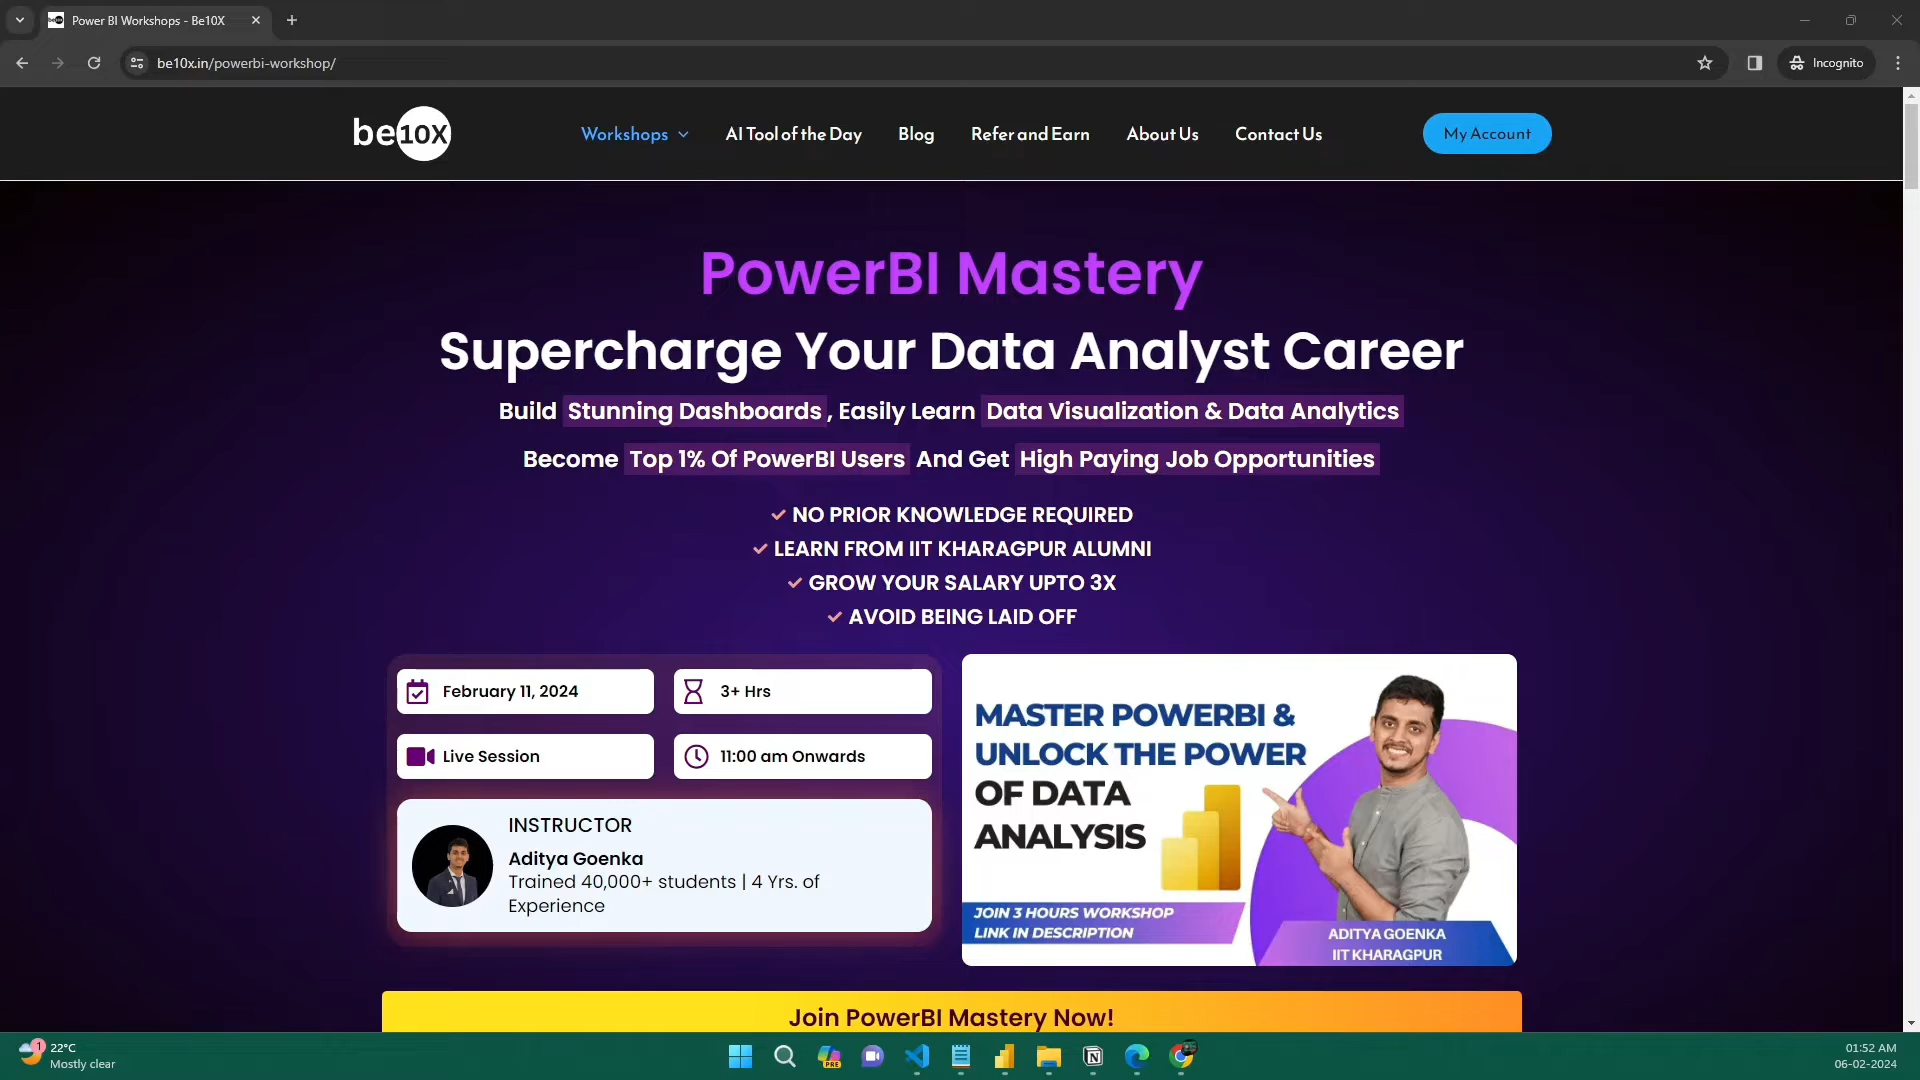 Power BI Workshops - Be10X
be10x.in/powerbi-workshop/
Incognito
be10X
Workshops
AI Tool of the Day
Blog
Refer and Earn
About Us
Contact Us
My Account
PowerBI Mastery
Supercharge Your Data Analyst Career
Build Stunning Dashboards , Easily Learn Data Visualization & Data Analytics
Become Top 1% Of PowerBI Users And Get High Paying Job Opportunities
NO PRIOR KNOWLEDGE REQUIRED
LEARN FROM IIT KHARAGPUR ALUMNI
GROW YOUR SALARY UPTO 3X
AVOID BEING LAID OFF
February 11, 2024
3+ Hrs
Live Session
11:00 am Onwards
INSTRUCTOR
Aditya Goenka
Trained 40,000+ students | 4 Yrs. of
Experience
MASTER POWERBI &
UNLOCK THE POWER
OF DATA
ANALYSIS
JOIN 3 HOURS WORKSHOP
LINK IN DESCRIPTION
ADITYA GOENKA
IIT KHARAGPUR
Join PowerBI Mastery Now!
1
22°C
Mostly clear
PRE
01:52 AM
06-02-2024